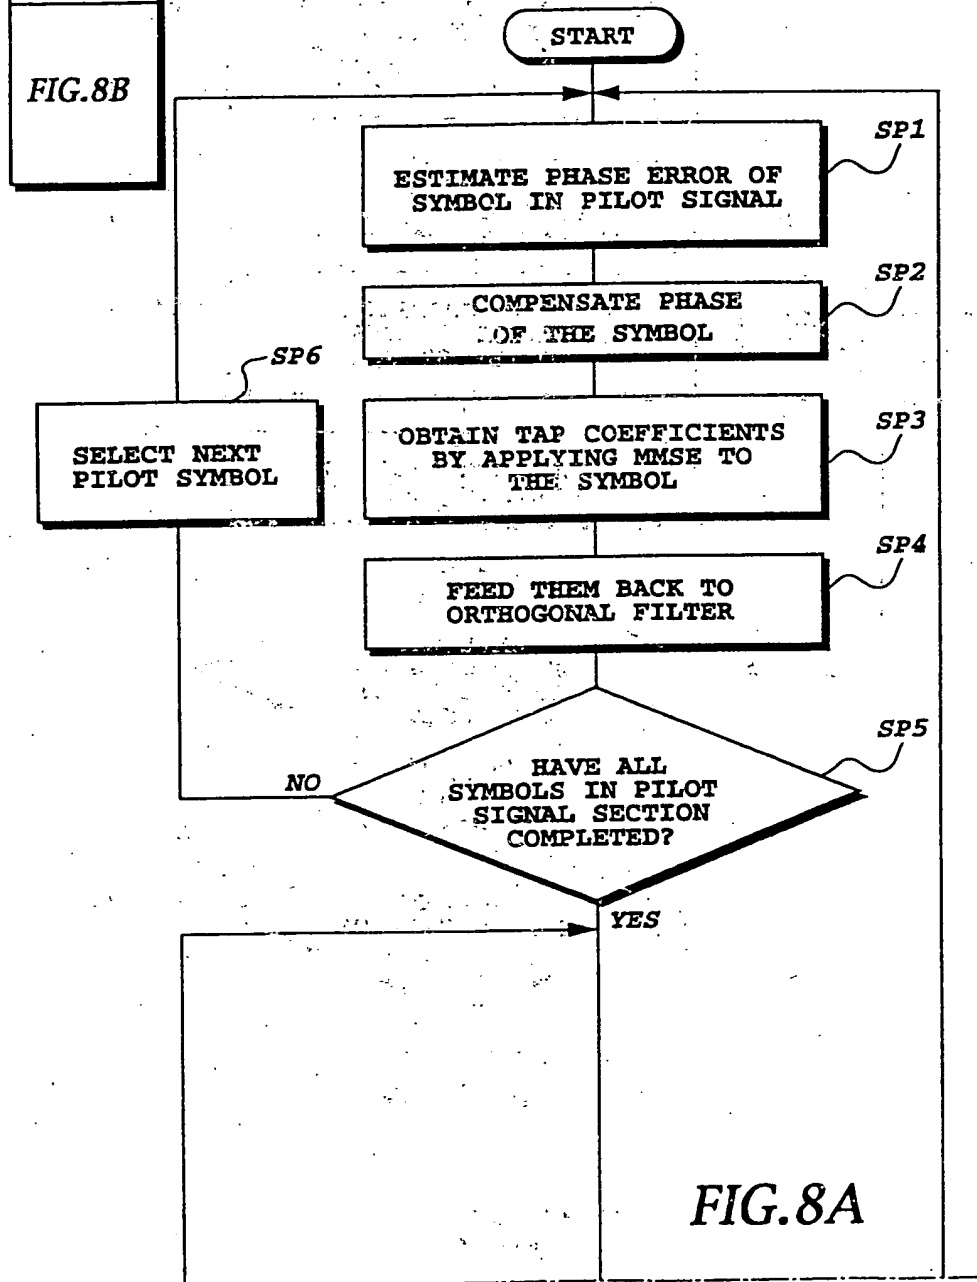 FIG.8B
START
SP1
ESTIMATE PHASE ERROR OF
SYMBOL IN PILOT SIGNAL
SP2
COMPENSATE PHASE
OF THE SYMBOL
SP6
SELECT NEXT
PILOT SYMBOL
SP3
OBTAIN TAP COEFFICIENTS
BY APPLYING MMSE TO
THE SYMBOL
SP4
FEED THEM BACK TO
ORTHOGONAL FILTER
SP5
HAVE ALL
SYMBOLS IN PILOT
SIGNAL SECTION
COMPLETED?
NO
YES
FIG.8A